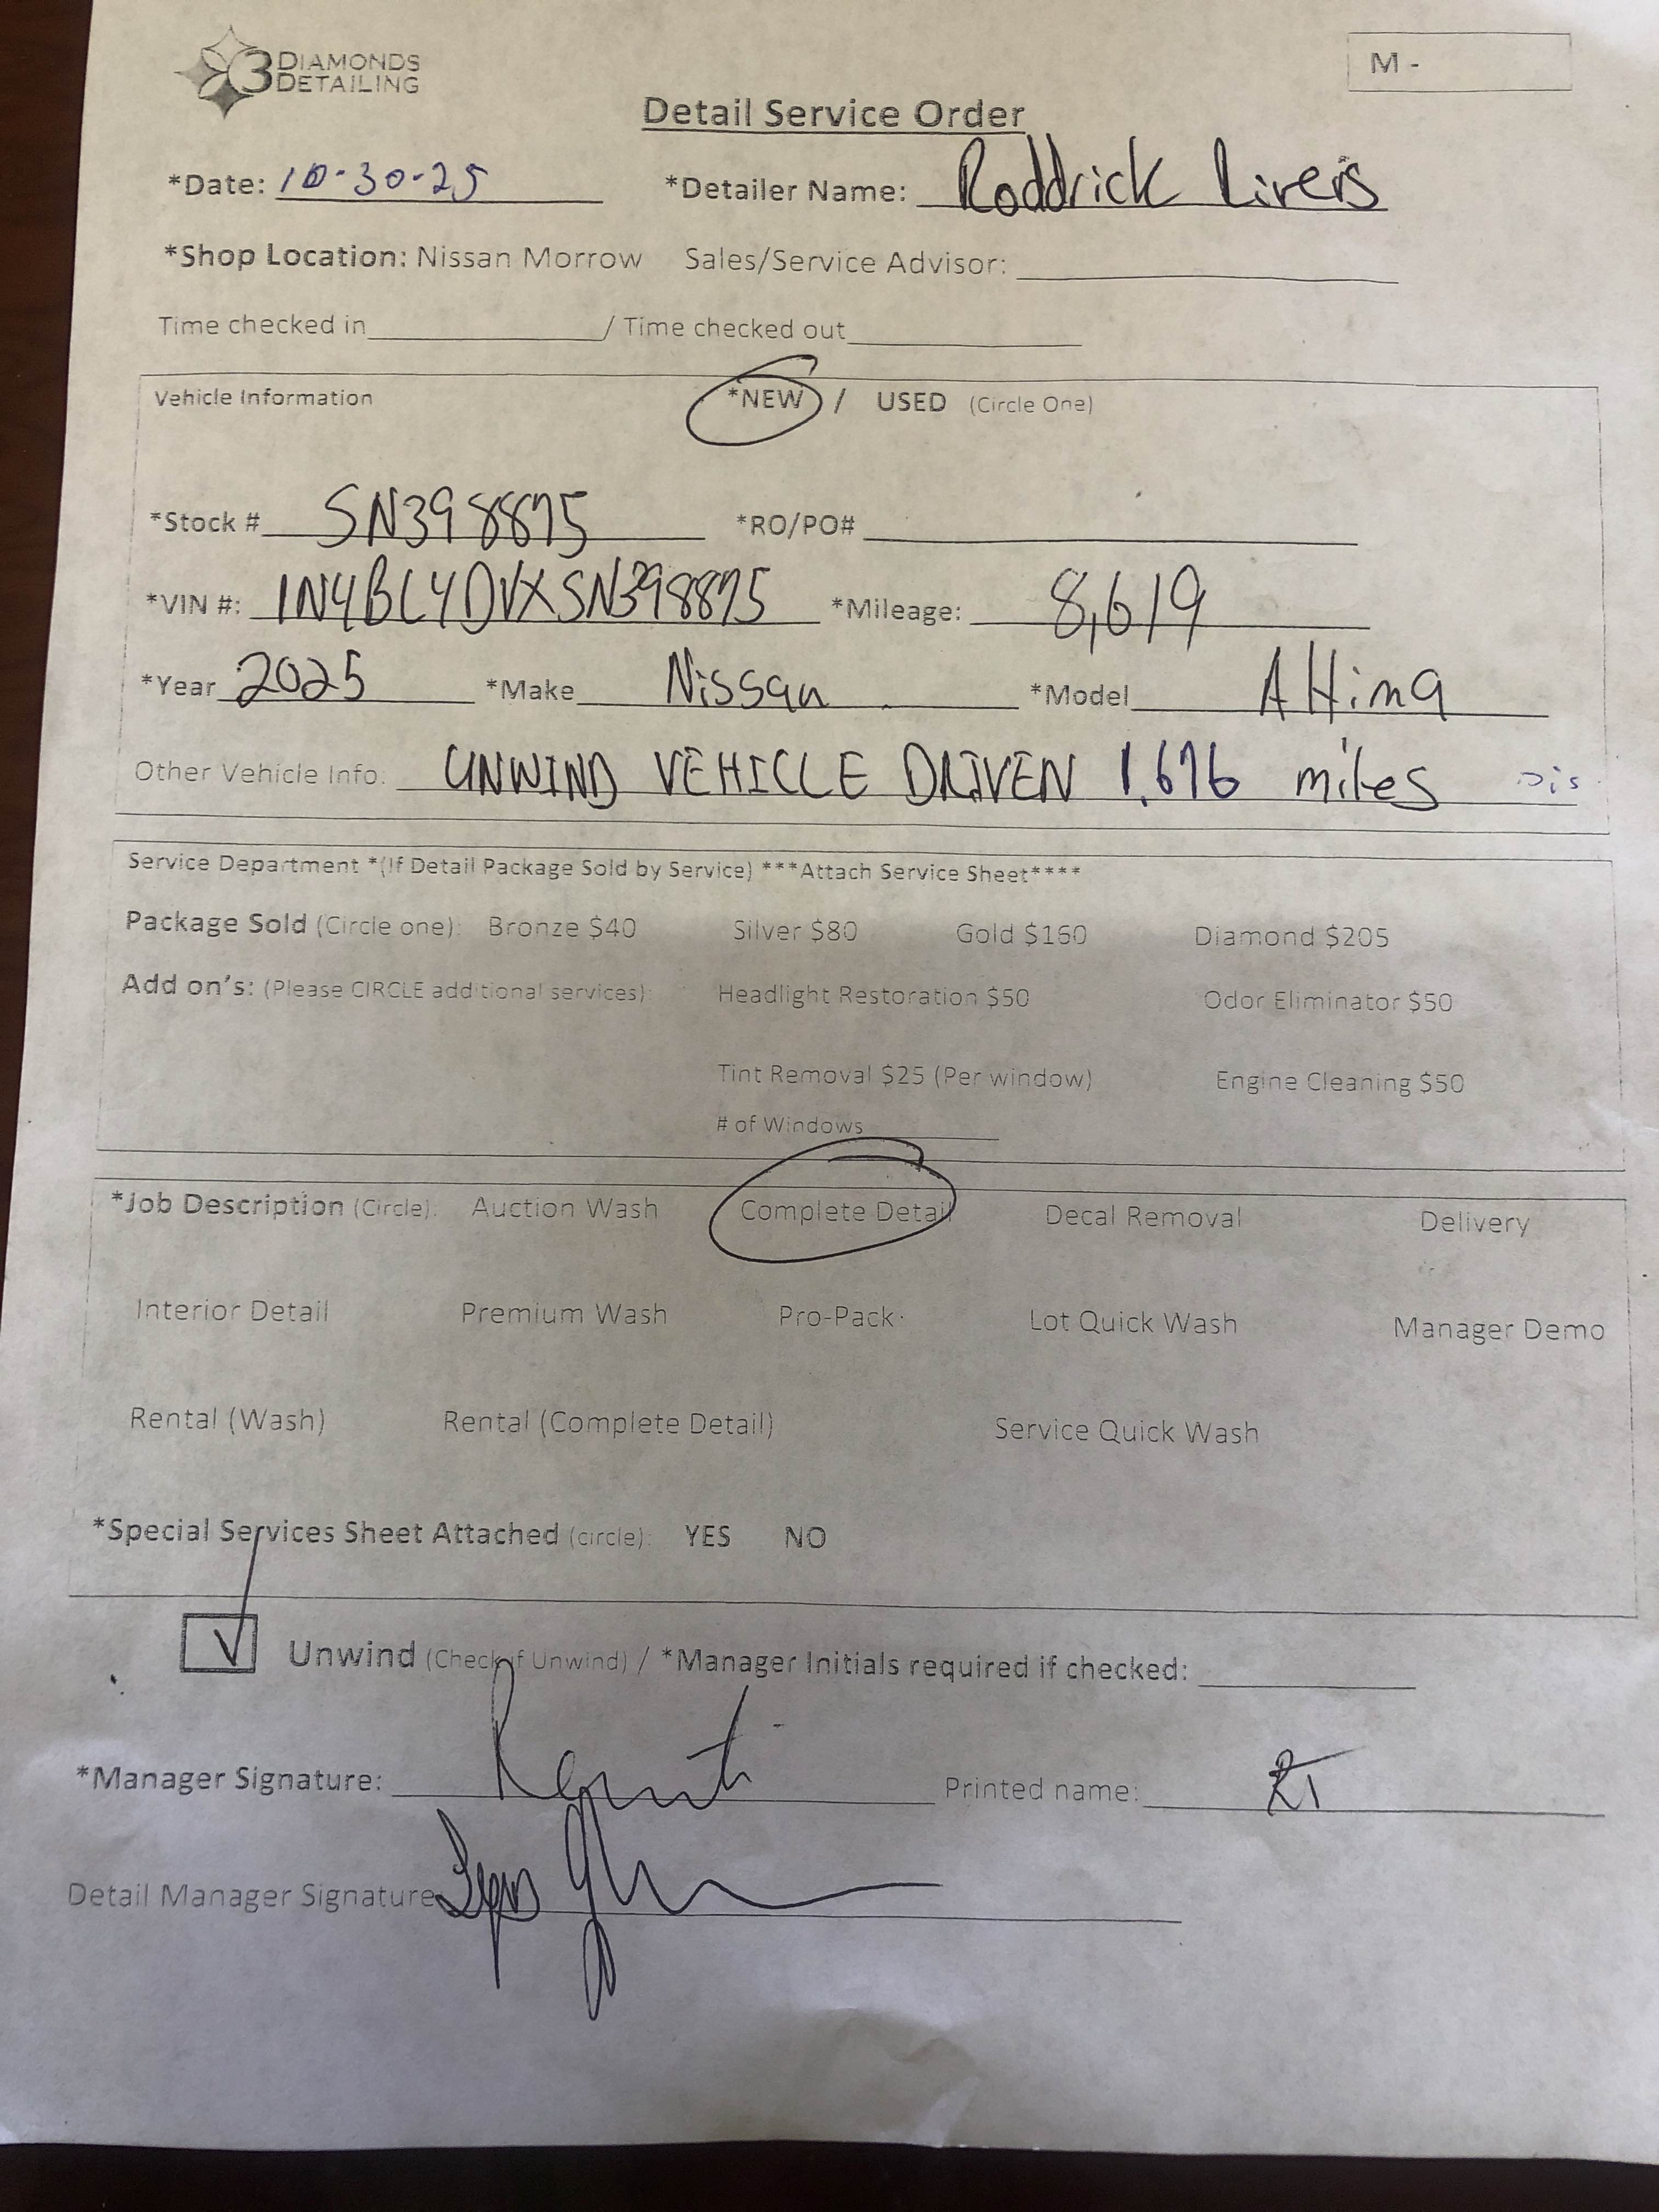 3 DIAMONDS
DETAILING
M -
Detail Service Order
*Date: 10-30-25 *Detailer Name: Roddrick Rivers
*Shop Location: Nissan Morrow Sales/Service Advisor:
Time checked in / Time checked out
Vehicle Information *NEW / USED (Circle One)
*Stock # SN398875 *RO/PO#
*VIN #: 1N4BL4DVXSN398875 *Mileage: 8,619
*Year 2025 *Make Nissan *Model Altima
Other Vehicle Info: UNWIND VEHICLE DRIVEN 1,676 miles
Service Department *(If Detail Package Sold by Service) ***Attach Service Sheet****
Package Sold (Circle one): Bronze $40 Silver $80 Gold $160 Diamond $205
Add on's: (Please CIRCLE additional services): Headlight Restoration $50 Odor Eliminator $50
Tint Removal $25 (Per window) Engine Cleaning $50
# of Windows
*Job Description (Circle): Auction Wash Complete Detail Decal Removal Delivery
Interior Detail Premium Wash Pro-Pack Lot Quick Wash Manager Demo
Rental (Wash) Rental (Complete Detail) Service Quick Wash
*Special Services Sheet Attached (circle): YES NO
Unwind (Check if Unwind) / *Manager Initials required if checked:
*Manager Signature: Printed name: RT
Detail Manager Signature